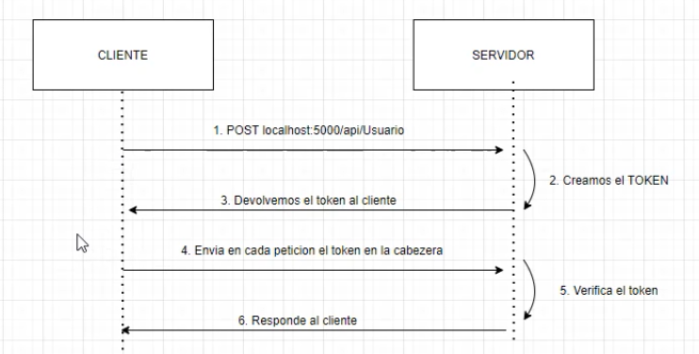 CLIENTE
SERVIDOR
1. POST localhost:5000/api/Usuario
2. Creamos el TOKEN
3. Devolvemos el token al cliente
4. Envia en cada peticion el token en la cabezera
5. Verifica el token
6. Responde al cliente